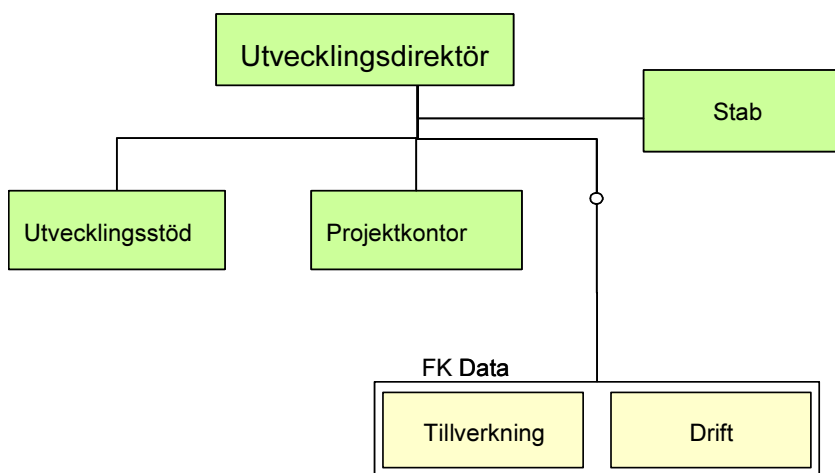 Utvecklingsdirektör
Stab
Utvecklingsstöd
Projektkontor
FK Data
Tillverkning
Drift